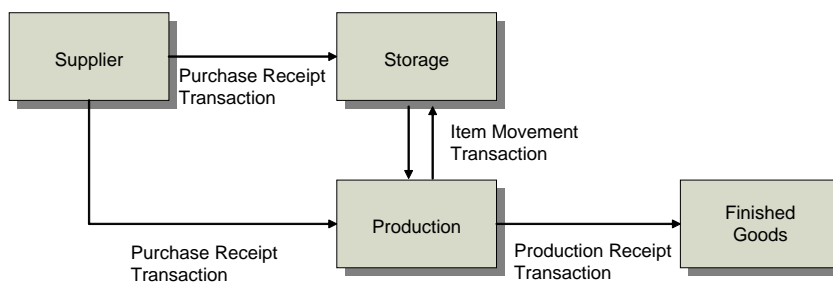 Supplier
Storage
Purchase Receipt
Transaction
Item Movement
Transaction
Production
Finished
Goods
Purchase Receipt
Transaction
Production Receipt
Transaction